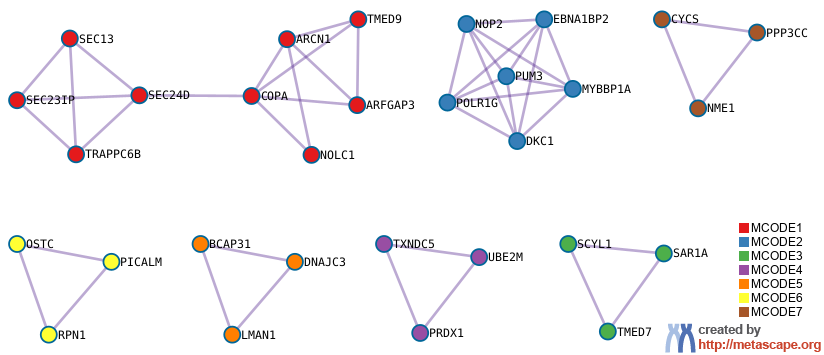 SEC13
SEC23IP
SEC24D
TRAPPC6B
TMED9
ARCN1
COPA
ARFGAP3
NOLC1
NOP2
EBNA1BP2
PUM3
MYBBP1A
POLR1G
DKC1
CYCS
PPP3CC
NME1
OSTC
PICALM
RPN1
BCAP31
DNAJC3
LMAN1
TXNDC5
UBE2M
PRDX1
SCYL1
SAR1A
TMED7
MCODE1
MCODE2
MCODE3
MCODE4
MCODE5
MCODE6
MCODE7
created by
http://metascape.org